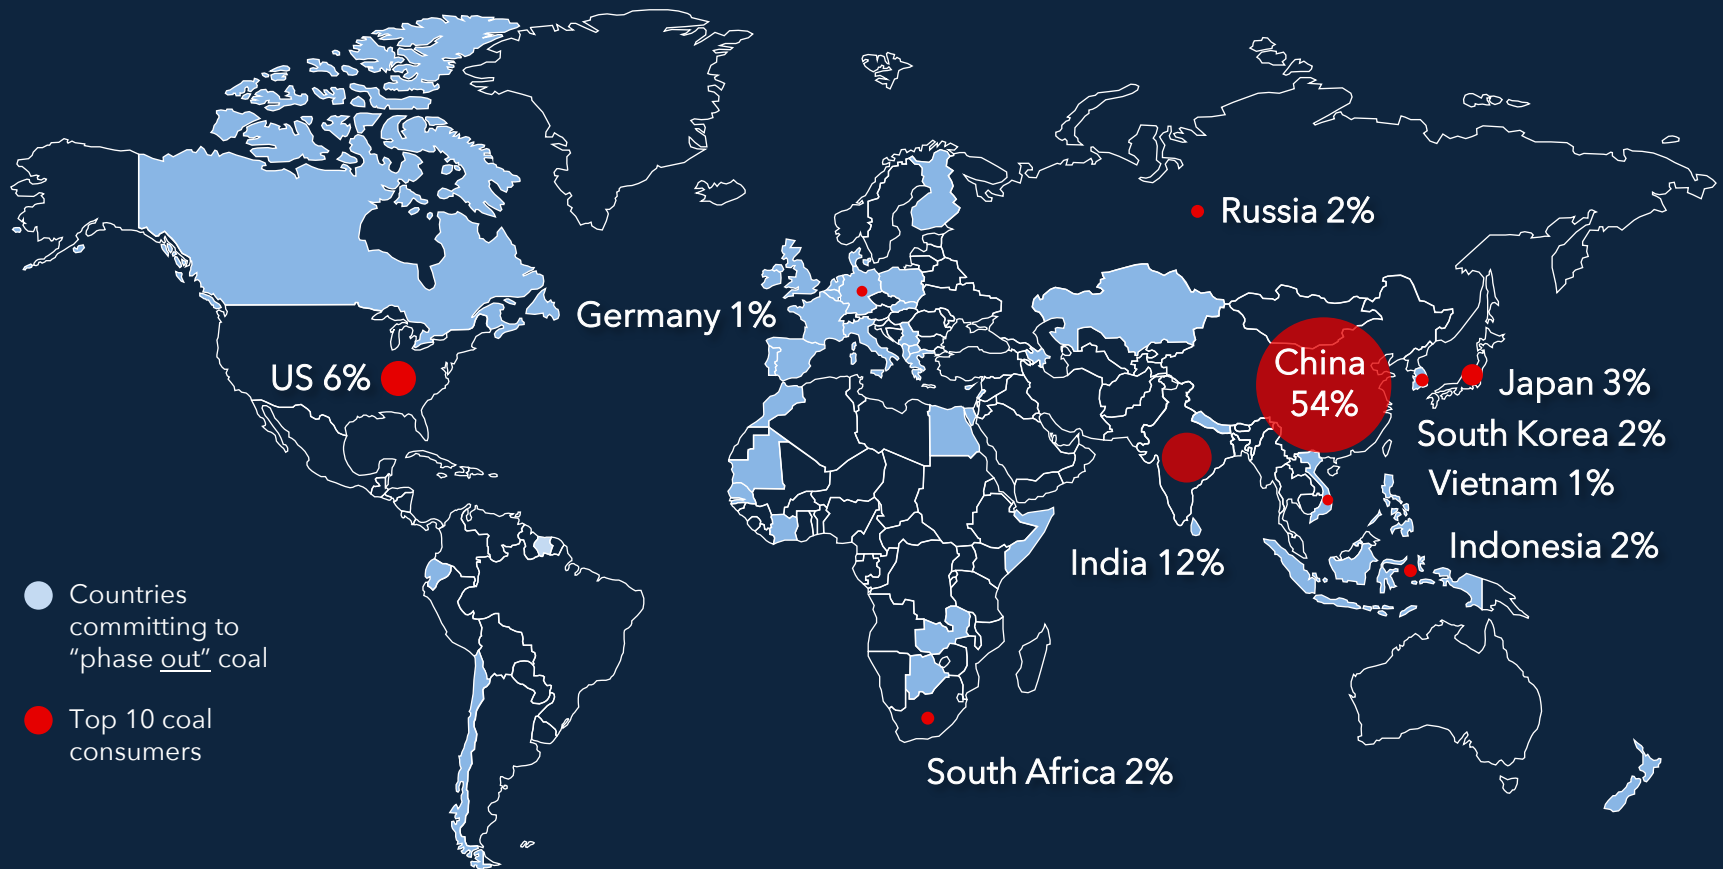 Russia 2%
Germany 1%
US 6%
China
54%
Japan 3%
South Korea 2%
Vietnam 1%
Indonesia 2%
India 12%
South Africa 2%
Countries
committing to
“phase out” coal
Top 10 coal
consumers